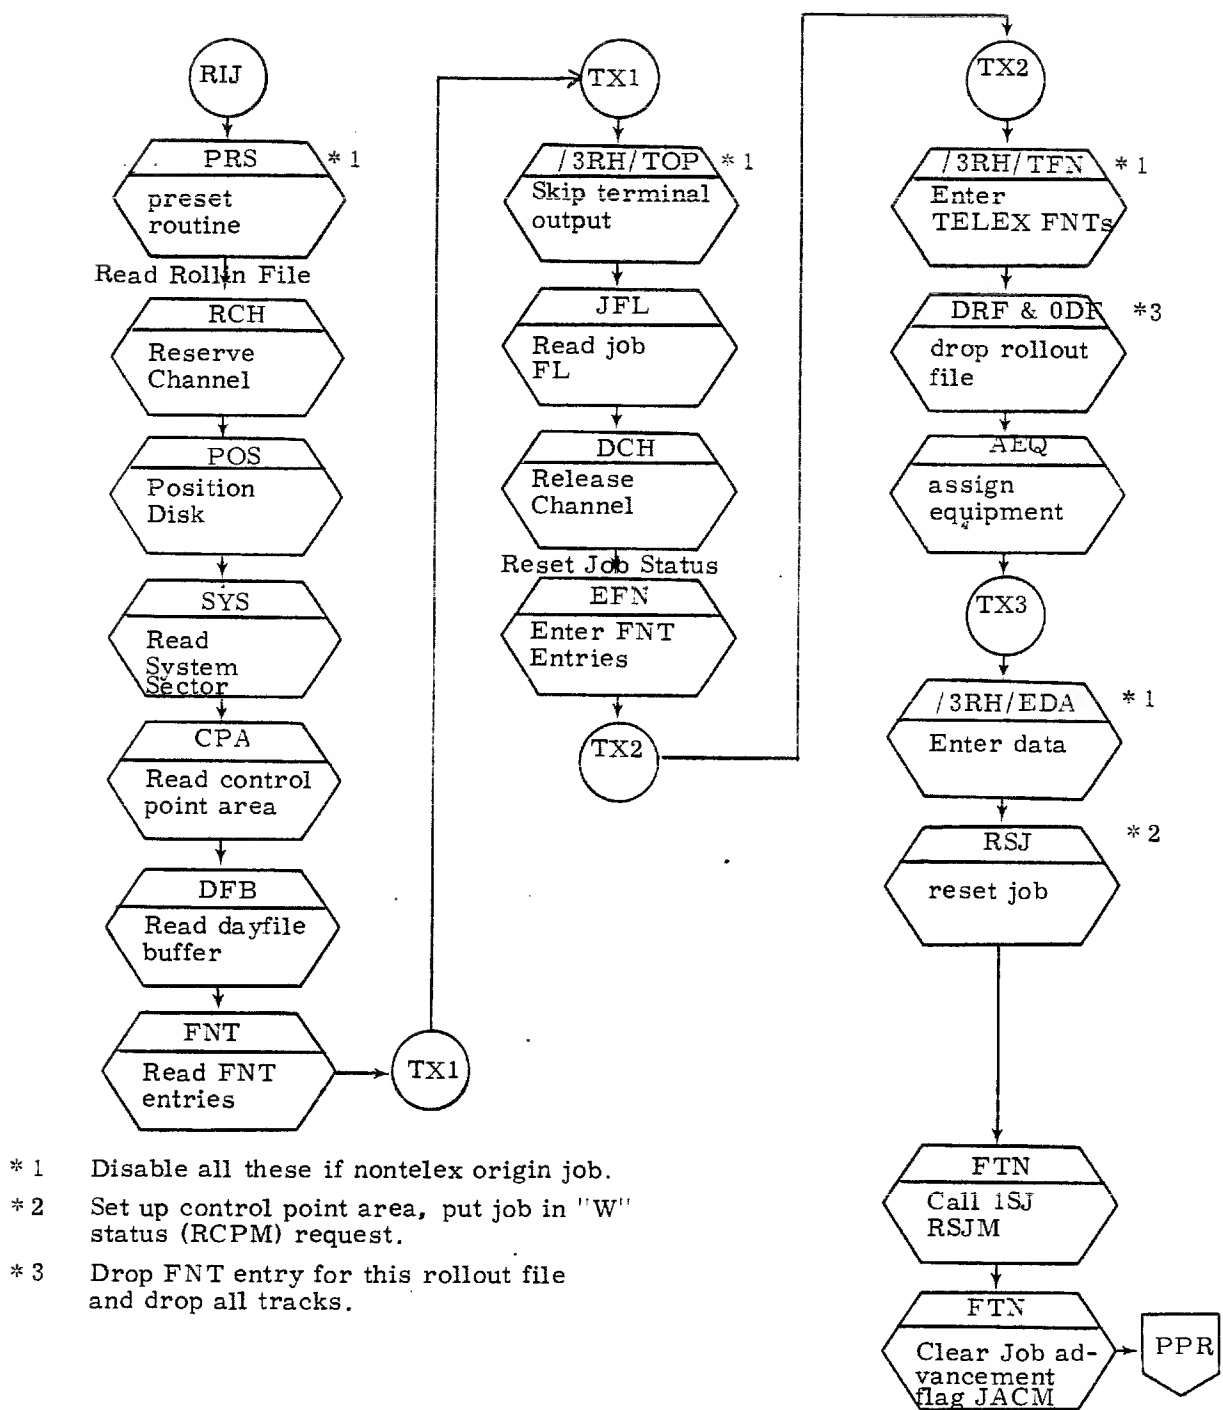 RIJ
PRS *1
preset
routine
Read Rollin File
RCH
Reserve
Channel
POS
Position
Disk
SYS
Read
System
Sector
CPA
Read control
point area
DFB
Read dayfile
buffer
FNT
Read FNT
entries
TX1
TX1
/3RH/TOP *1
Skip terminal
output
JFL
Read job
FL
DCH
Release
Channel
Reset Job Status
EFN
Enter FNT
Entries
TX2
TX2
/3RH/TFN *1
Enter
TELEX FNTs
DRF & 0DF *3
drop rollout
file
AEQ
assign
equipment
TX3
/3RH/EDA *1
Enter data
RSJ *2
reset job
FTN
Call 1SJ
RSJM
FTN
Clear Job ad-
vancement
flag JACM
PPR
*1 Disable all these if nontelex origin job.
*2 Set up control point area, put job in "W"
status (RCPM) request.
*3 Drop FNT entry for this rollout file
and drop all tracks.